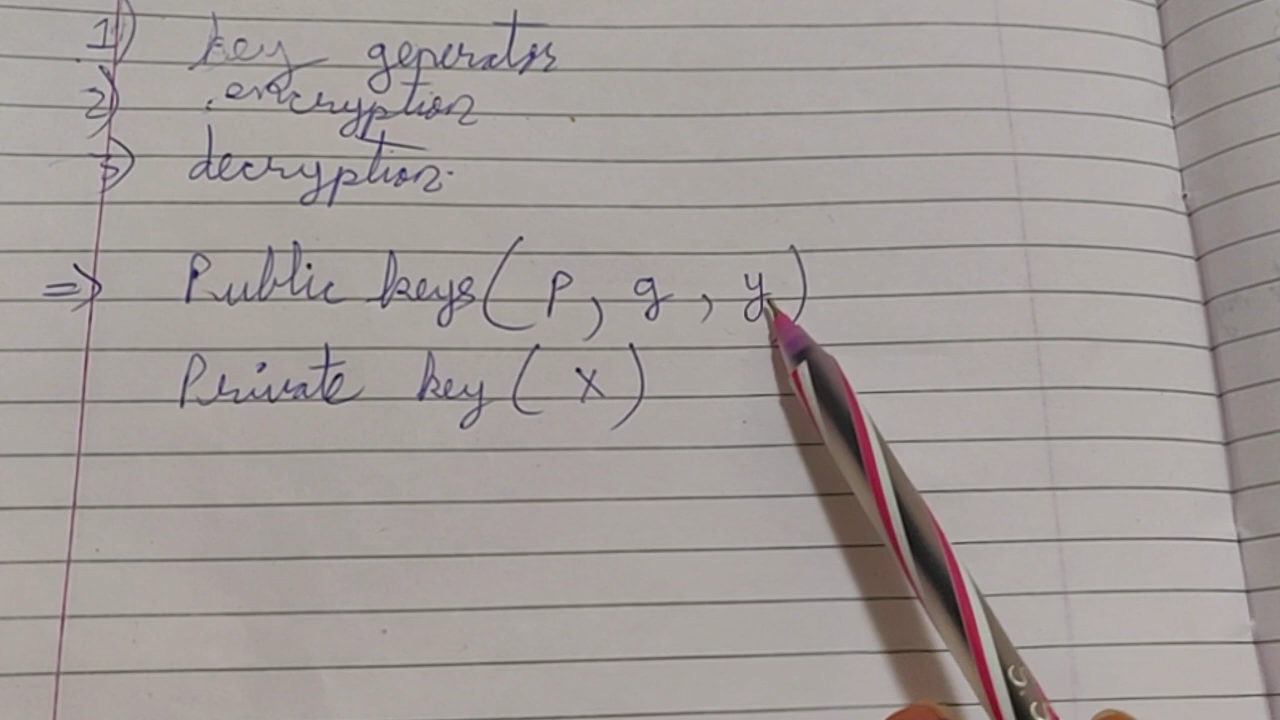 1) key generator
2) encryption
3) decryption.
=> Public keys ( P, g, y )
Private key ( x )